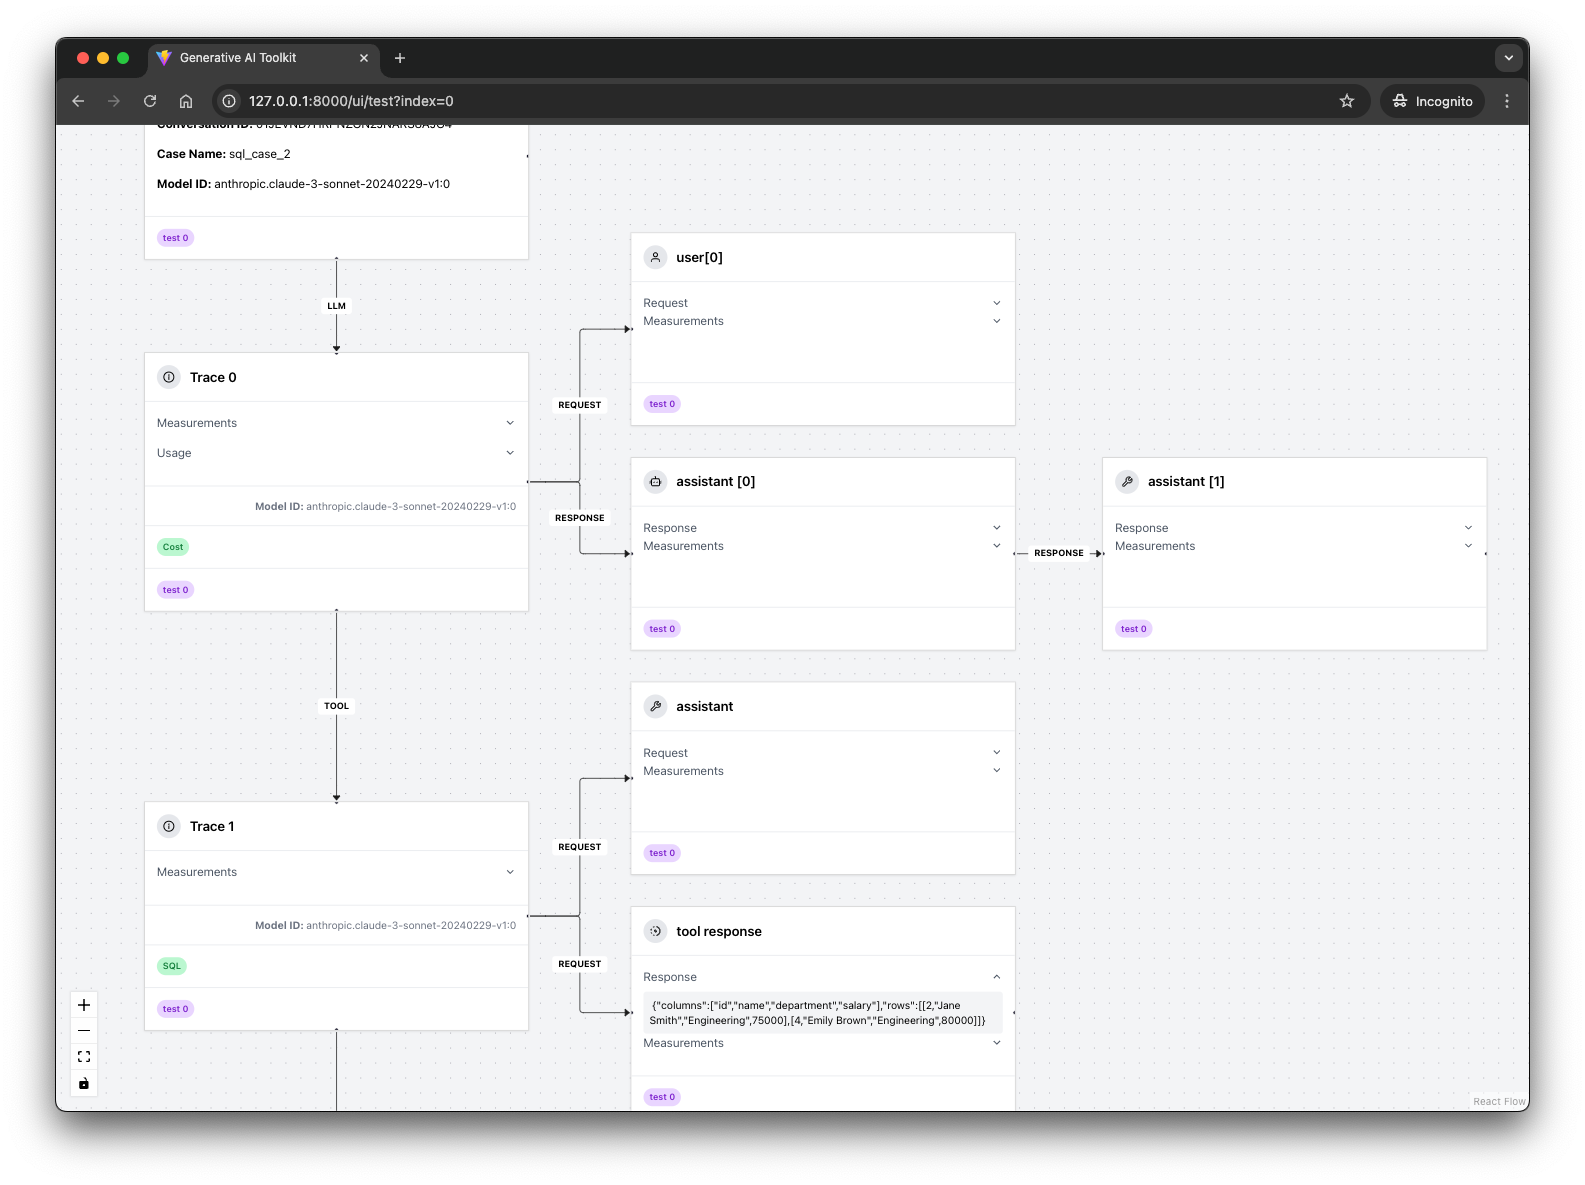 Generative AI Toolkit
127.0.0.1:8000/ui/test?index=0
Incognito
Case Name: sql_case_2
Model ID: anthropic.claude-3-sonnet-20240229-v1:0
test 0
LLM
Trace 0
Measurements
Usage
Model ID: anthropic.claude-3-sonnet-20240229-v1:0
Cost
test 0
REQUEST
RESPONSE
user[0]
Request
Measurements
test 0
assistant [0]
Response
Measurements
test 0
RESPONSE
assistant [1]
Response
Measurements
test 0
TOOL
Trace 1
Measurements
Model ID: anthropic.claude-3-sonnet-20240229-v1:0
SQL
test 0
REQUEST
REQUEST
assistant
Request
Measurements
test 0
tool response
Response
{"columns":["id","name","department","salary"],"rows":[[2,"Jane
Smith","Engineering",75000],[4,"Emily Brown","Engineering",80000]]}
Measurements
test 0
React Flow